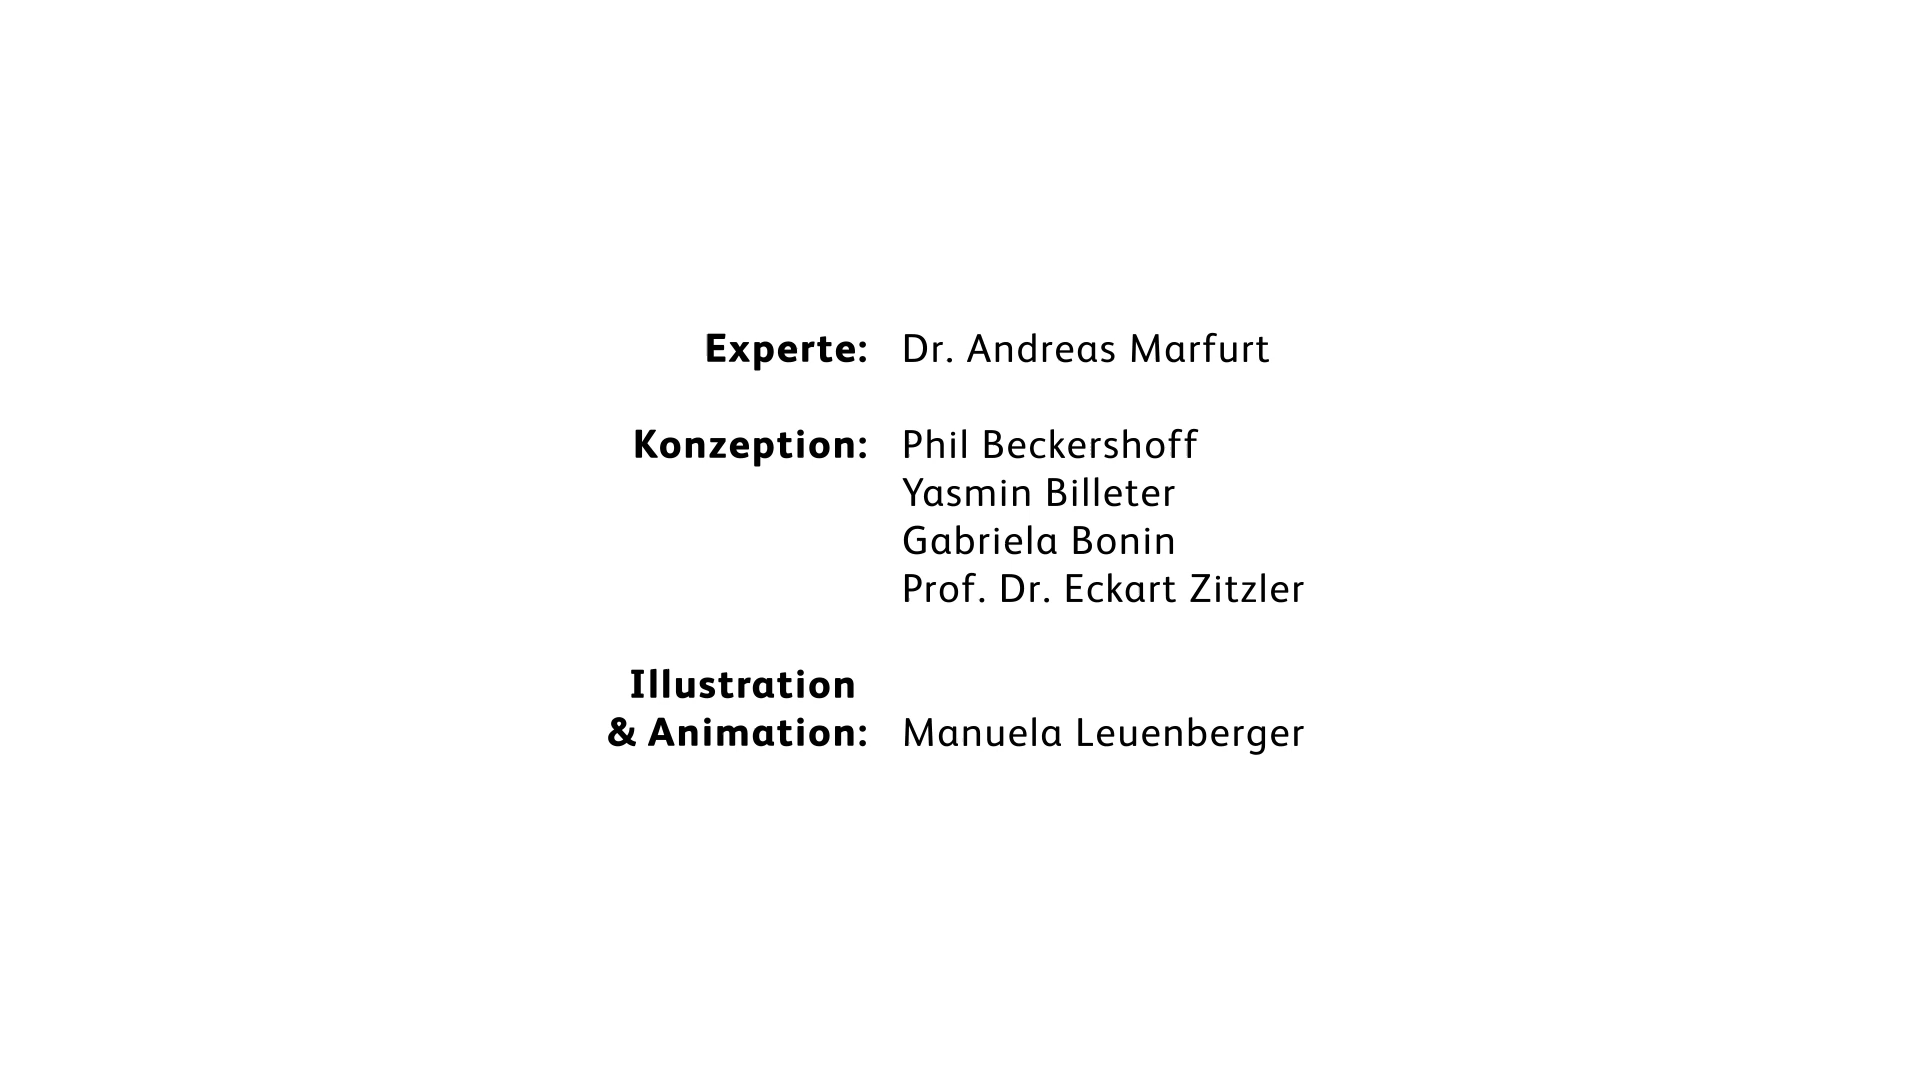 Experte: Dr. Andreas Marfurt
Konzeption: Phil Beckershoff
Yasmin Billeter
Gabriela Bonin
Prof. Dr. Eckart Zitzler
Illustration
& Animation: Manuela Leuenberger